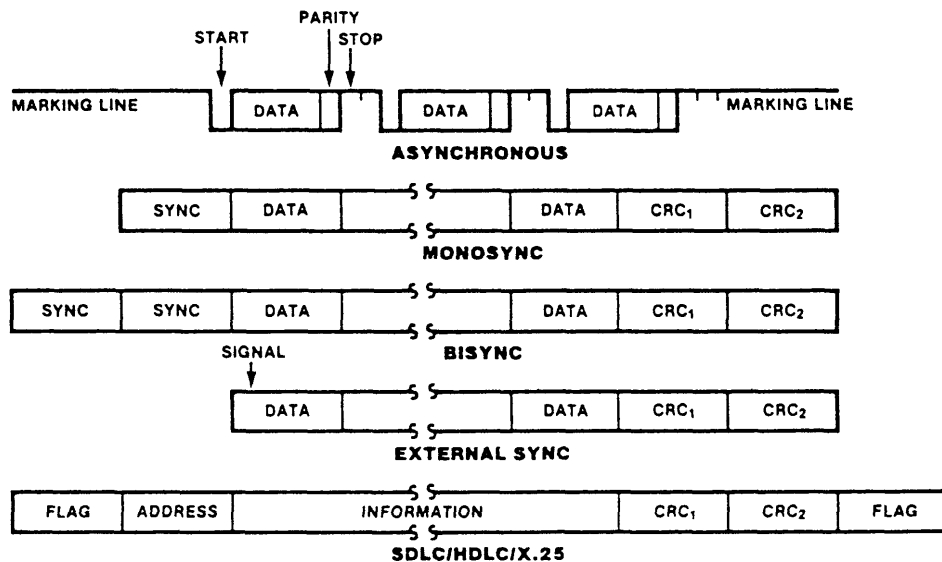 PARITY
START STOP
MARKING LINE DATA DATA DATA MARKING LINE
ASYNCHRONOUS
SYNC DATA DATA CRC₁ CRC₂
MONOSYNC
SYNC SYNC DATA DATA CRC₁ CRC₂
BISYNC
SIGNAL
DATA DATA CRC₁ CRC₂
EXTERNAL SYNC
FLAG ADDRESS INFORMATION CRC₁ CRC₂ FLAG
SDLC/HDLC/X.25